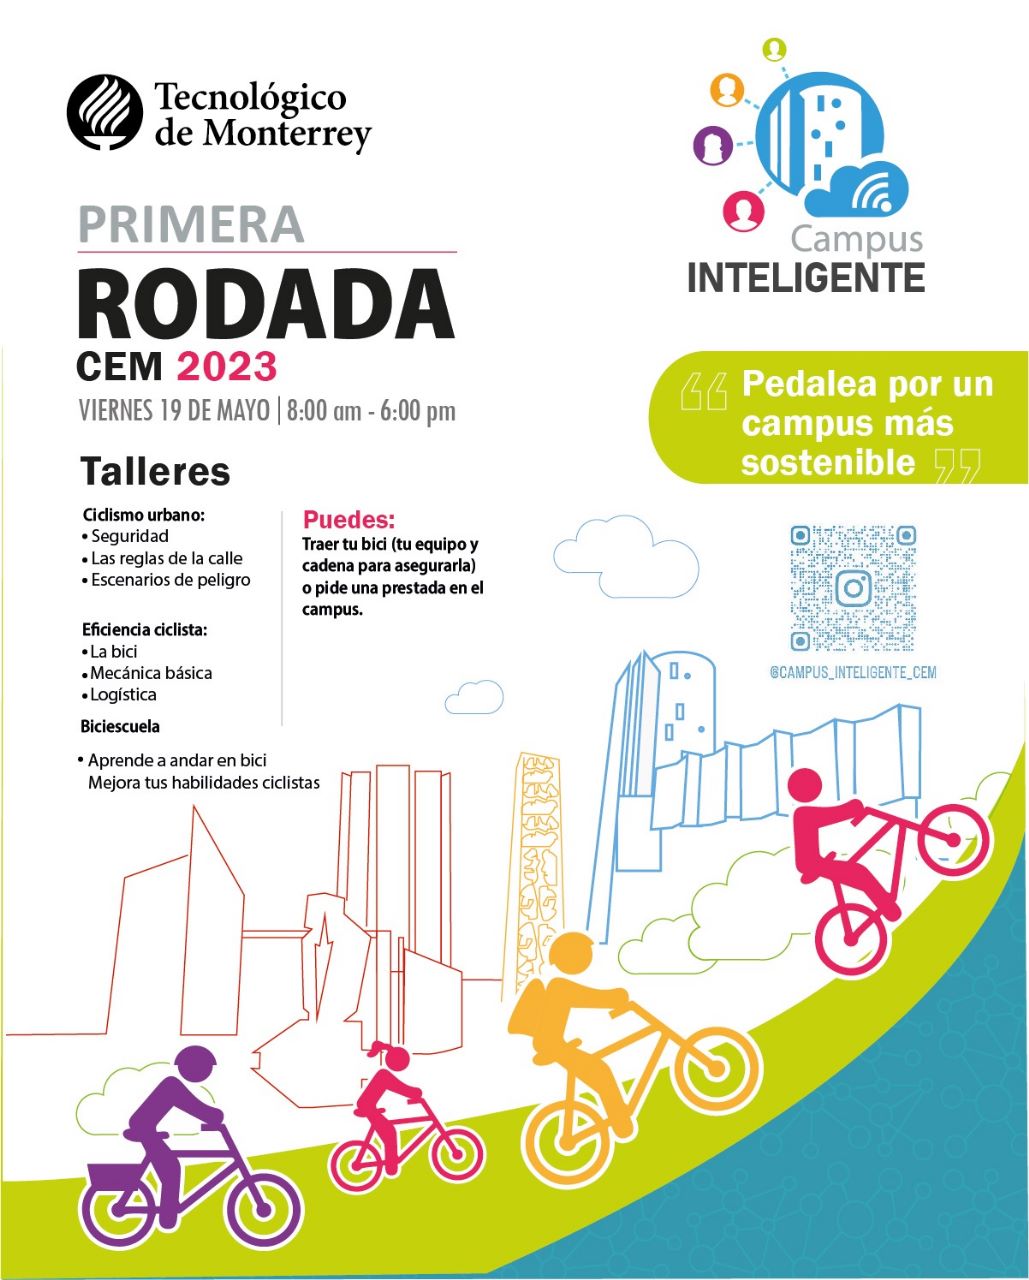 Tecnológico
de Monterrey
Campus
INTELIGENTE
PRIMERA
RODADA
CEM 2023
VIERNES 19 DE MAYO | 8:00 am - 6:00 pm
“ Pedalea por un
campus más
sostenible ”
Talleres
Ciclismo urbano:
• Seguridad
• Las reglas de la calle
• Escenarios de peligro
Eficiencia ciclista:
• La bici
• Mecánica básica
• Logística
Biciescuela
• Aprende a andar en bici
Mejora tus habilidades ciclistas
Puedes:
Traer tu bici (tu equipo y
cadena para asegurarla)
o pide una prestada en el
campus.
@CAMPUS_INTELIGENTE_CEM